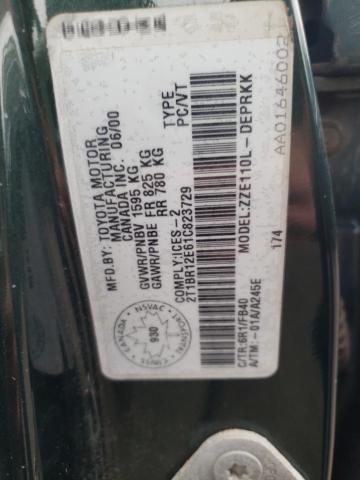 MFD.BY: TOYOTA MOTOR
MANUFACTURING
CANADA INC. 06/00
GVWR/PNBV 1595 KG
GAWR/PNBE FR 825 KG
RR 780 KG
TYPE
PC/VT
COMPLY:ICES-2
2T1BR12E61C823729
NSVAC
CANADA
930
TRANSPORT
C/TR:6R1/FB40
A/TM:-01A/A245E
MODEL:ZZE110L-DEPRKK
174
AA01646002